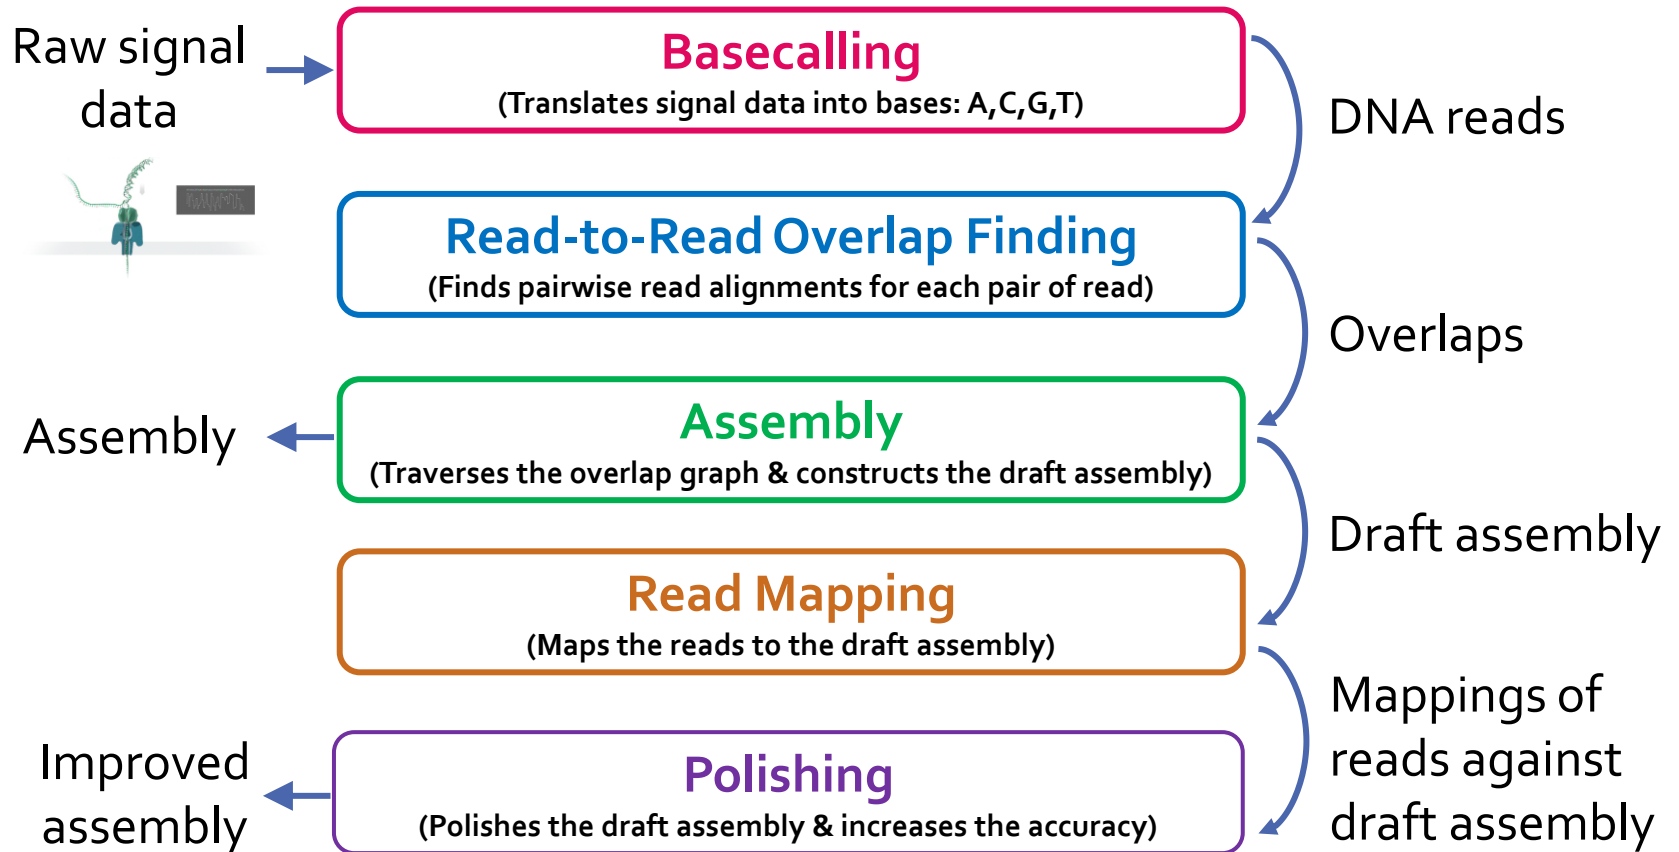 Raw signal
data
Basecalling
(Translates signal data into bases: A,C,G,T)
DNA reads
Read-to-Read Overlap Finding
(Finds pairwise read alignments for each pair of read)
Overlaps
Assembly
Assembly
(Traverses the overlap graph & constructs the draft assembly)
Draft assembly
Read Mapping
(Maps the reads to the draft assembly)
Mappings of
reads against
draft assembly
Improved
assembly
Polishing
(Polishes the draft assembly & increases the accuracy)